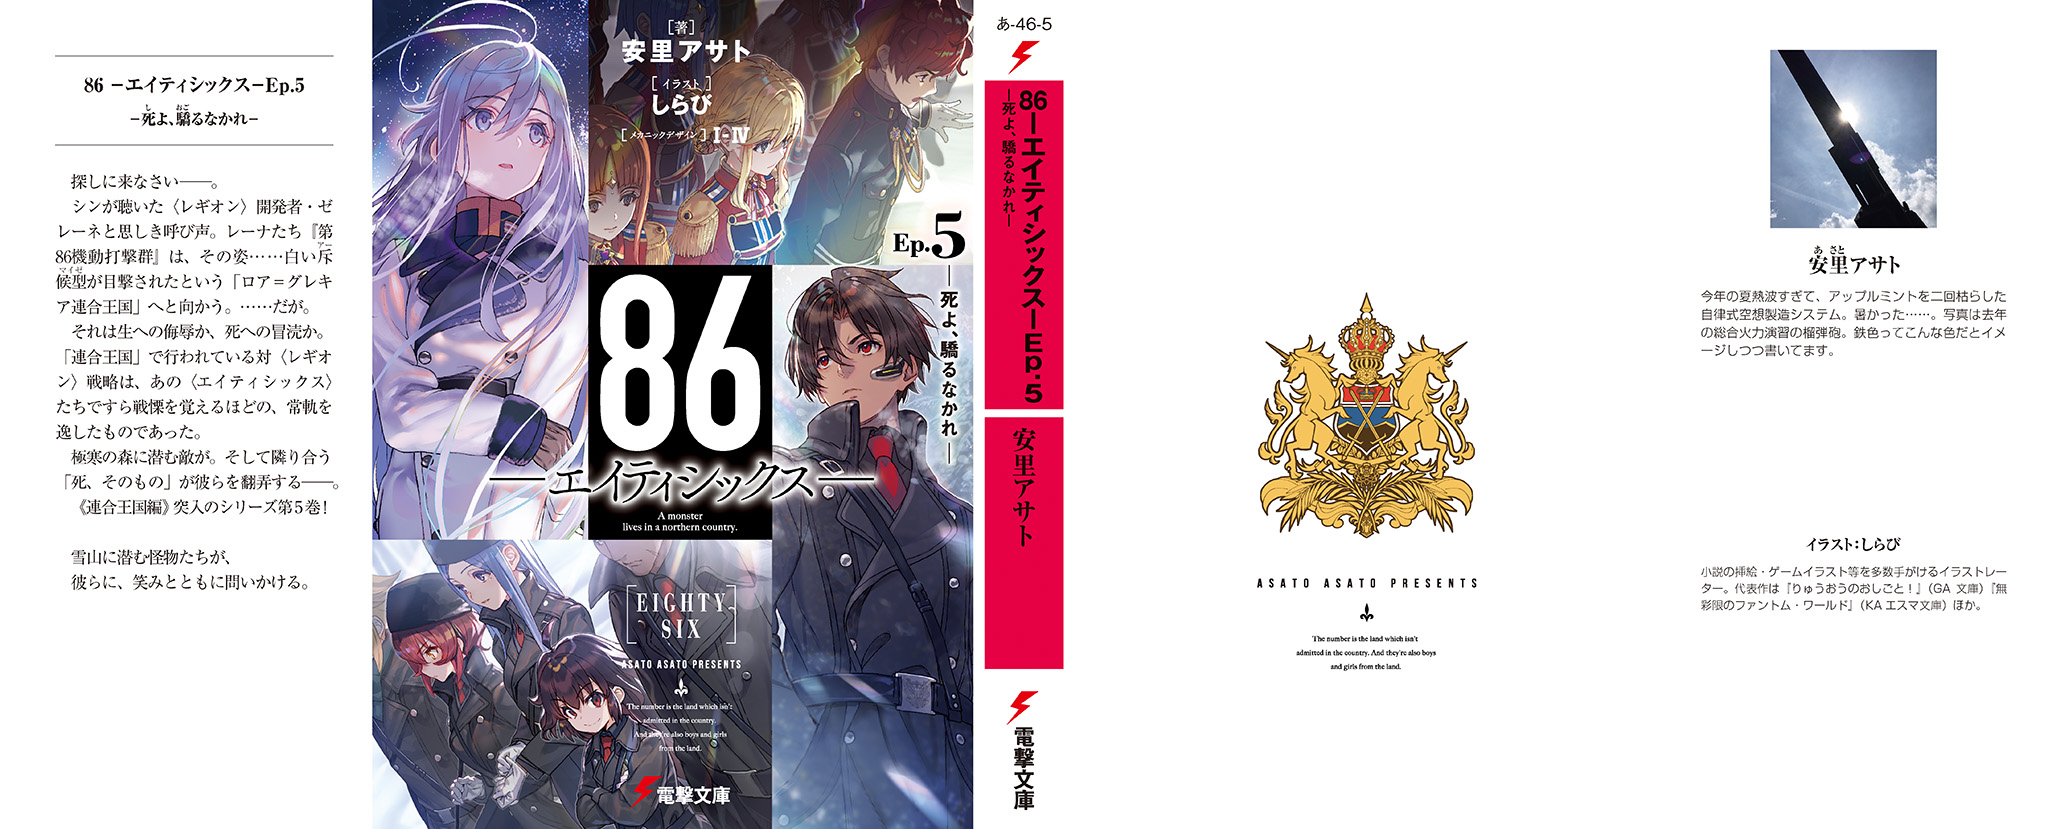 86 －エイティシックス－Ep.5
－死よ、驕るなかれ－
し おご
探しに来なさい――。
シンが聴いた〈レギオン〉開発者・ゼ
レーネと思しき呼び声。レーナたち『第
86機動打撃群』は、その姿……白い斥
アー
候型が目撃されたという「ロア＝グレキ
マイゼ
ア連合王国」へと向かう。……だが。
それは生への侮辱か、死への冒涜か。
「連合王国」で行われている対〈レギオ
ン〉戦略は、あの〈エイティシックス〉
たちですら戦慄を覚えるほどの、常軌を
逸したものであった。
極寒の森に潜む敵が。そして隣り合う
「死、そのもの」が彼らを翻弄する――。
《連合王国編》突入のシリーズ第5巻！
雪山に潜む怪物たちが、
彼らに、笑みとともに問いかける。
［著］
安里アサト
［イラスト］
しらび
［メカニックデザイン］I-IV
Ep.5
―死よ、驕るなかれ―
86
―エイティシックス―
A monster
lives in a northern country.
EIGHTY
SIX
ASATO ASATO PRESENTS
The number is the land which isn't
admitted in the country.
And they're also boys and girls
from the land.
電撃文庫
あ-46-5
86―エイティシックス―Ep.5
―死よ、驕るなかれ―
安里アサト
電撃文庫
ASATO ASATO PRESENTS
The number is the land which isn't
admitted in the country. And they're also boys
and girls from the land.
あ さと
安里アサト
今年の夏熱波すぎて、アップルミントを二回枯らした
自律式空想製造システム。暑かった……。写真は去年
の総合火力演習の榴弾砲。鉄色ってこんな色だとイメ
ージしつつ書いてます。
イラスト：しらび
小説の挿絵・ゲームイラスト等を多数手がけるイラストレー
ター。代表作は『りゅうおうのおしごと！』（GA 文庫）『無
彩限のファントム・ワールド』（KAエスマ文庫）ほか。